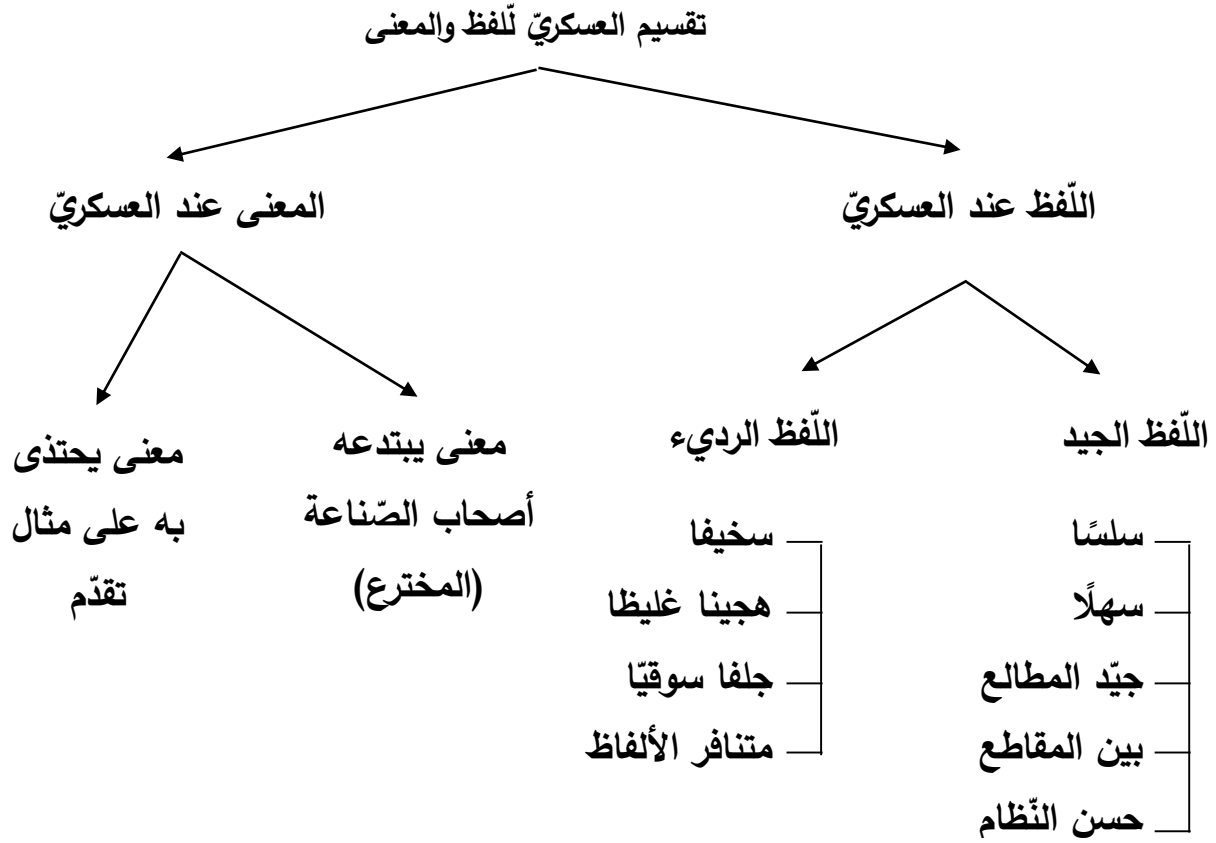 تقسيم العسكريّ لّلفظ والمعنى
اللّفظ عند العسكريّ
المعنى عند العسكريّ
اللّفظ الجيد
سلسًا
سهلًا
جيّد المطالع
بين المقاطع
حسن النّظام
اللّفظ الرديء
سخيفا
هجينا غليظا
جلفا سوقيّا
متنافر الألفاظ
معنى يبتدعه
أصحاب الصّناعة
(المخترع)
معنى يحتذى
به على مثال
تقدّم